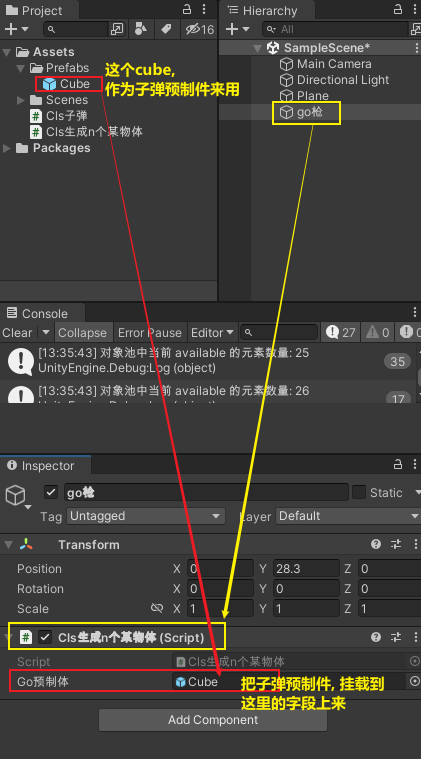 Project
Hierarchy
16
All
Assets
Prefabs
Cube
Scenes
Cls子弹
Cls生成n个某物体
Packages
这个cube,
作为子弹预制件来用
SampleScene*
Main Camera
Directional Light
Plane
go枪
Console
Clear
Collapse
Error Pause
Editor
27
0
0
[13:35:43] 对象池中当前 available 的元素数量: 25
UnityEngine.Debug:Log (object)
35
[13:35:43] 对象池中当前 available 的元素数量: 26
UnityEngine.Debug:Log (object)
17
Inspector
go枪
Static
Tag Untagged
Layer Default
Transform
Position X 0 Y 28.3 Z 0
Rotation X 0 Y 0 Z 0
Scale X 1 Y 1 Z 1
Cls生成n个某物体 (Script)
Script Cls生成n个某物体
Go预制体 Cube
把子弹预制件, 挂载到
这里的字段上来
Add Component